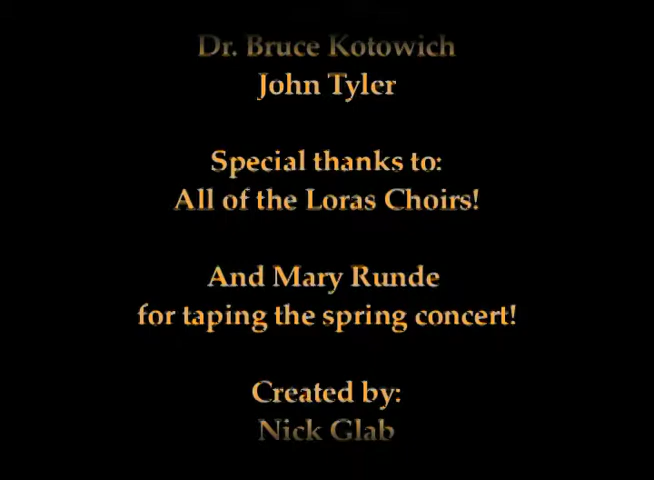 Dr. Bruce Kotowich
John Tyler
Special thanks to:
All of the Loras Choirs!
And Mary Runde
for taping the spring concert!
Created by:
Nick Glab